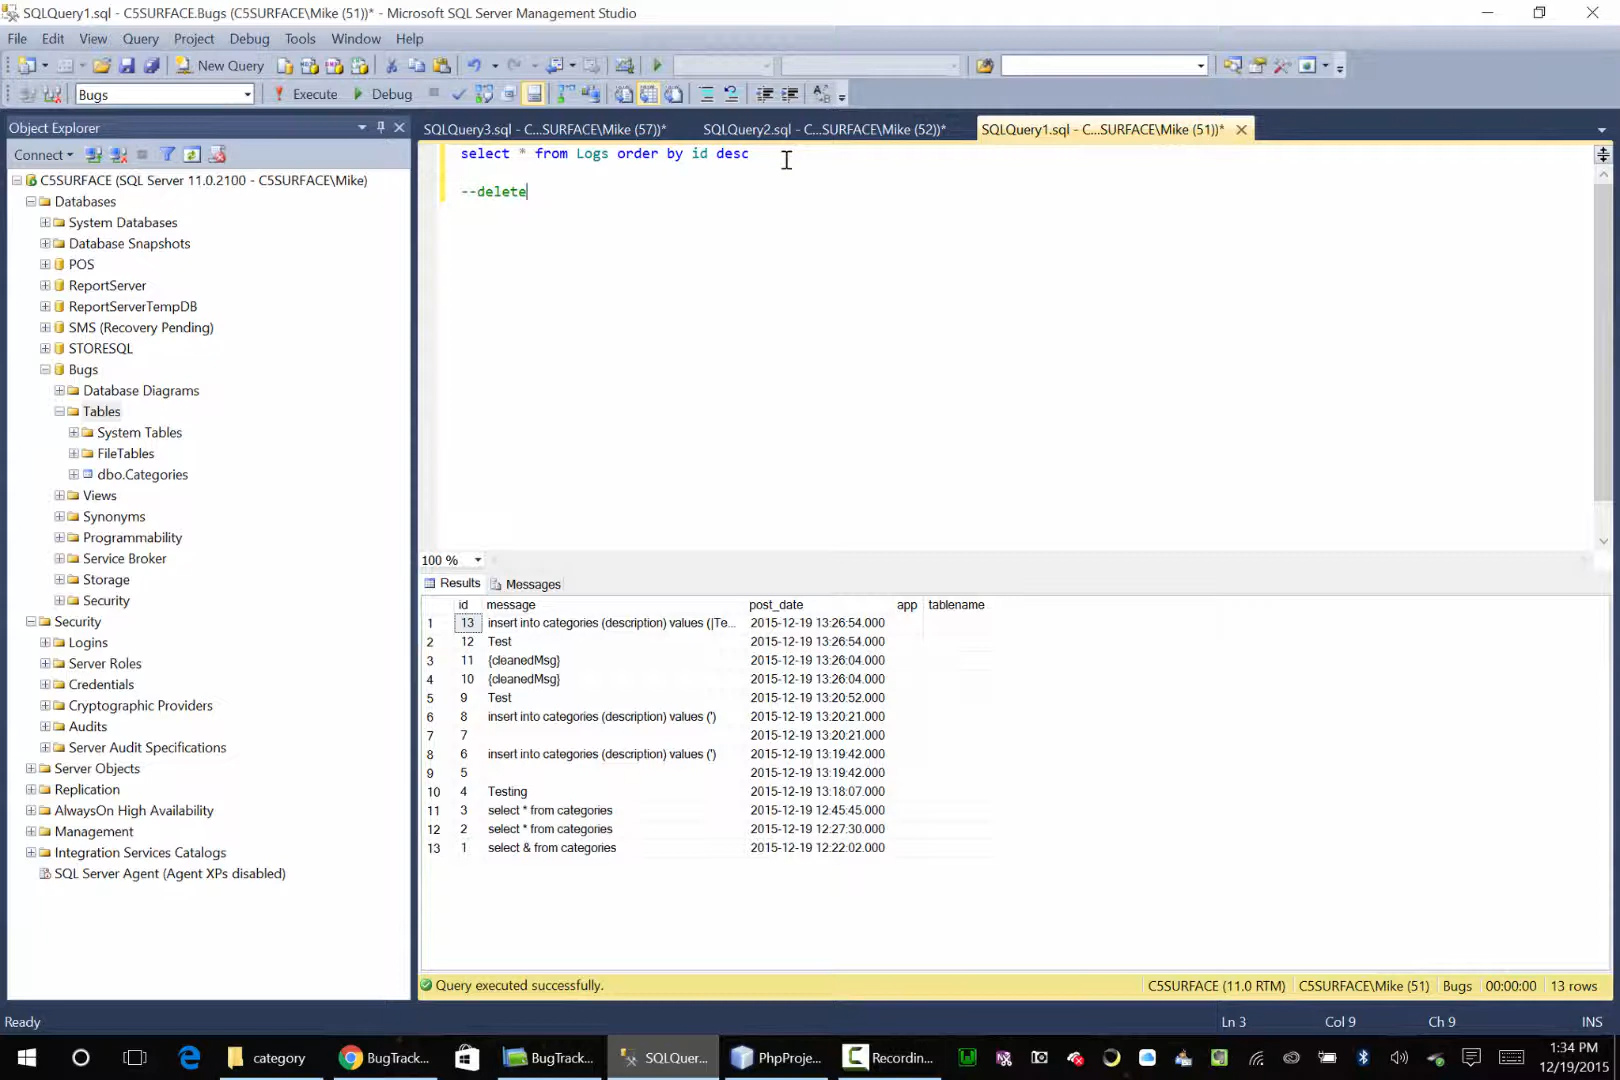 SQLQuery1.sql - C5SURFACE.Bugs (C5SURFACE\Mike (51))* - Microsoft SQL Server Management Studio
File Edit View Query Project Debug Tools Window Help
New Query
Bugs Execute Debug
Object Explorer
SQLQuery3.sql - C...SURFACE\Mike (57))* SQLQuery2.sql - C...SURFACE\Mike (52))* SQLQuery1.sql - C...SURFACE\Mike (51))*
Connect
C5SURFACE (SQL Server 11.0.2100 - C5SURFACE\Mike)
Databases
System Databases
Database Snapshots
POS
ReportServer
ReportServerTempDB
SMS (Recovery Pending)
STORESQL
Bugs
Database Diagrams
Tables
System Tables
FileTables
dbo.Categories
Views
Synonyms
Programmability
Service Broker
Storage
Security
Security
Logins
Server Roles
Credentials
Cryptographic Providers
Audits
Server Audit Specifications
Server Objects
Replication
AlwaysOn High Availability
Management
Integration Services Catalogs
SQL Server Agent (Agent XPs disabled)
select * from Logs order by id desc
--delete
100 %
Results Messages
id message post_date app tablename
1 13 insert into categories (description) values (|Te... 2015-12-19 13:26:54.000
2 12 Test 2015-12-19 13:26:54.000
3 11 {cleanedMsg} 2015-12-19 13:26:04.000
4 10 {cleanedMsg} 2015-12-19 13:26:04.000
5 9 Test 2015-12-19 13:20:52.000
6 8 insert into categories (description) values (') 2015-12-19 13:20:21.000
7 7 2015-12-19 13:20:21.000
8 6 insert into categories (description) values (') 2015-12-19 13:19:42.000
9 5 2015-12-19 13:19:42.000
10 4 Testing 2015-12-19 13:18:07.000
11 3 select * from categories 2015-12-19 12:45:45.000
12 2 select * from categories 2015-12-19 12:27:30.000
13 1 select & from categories 2015-12-19 12:22:02.000
Query executed successfully. C5SURFACE (11.0 RTM) C5SURFACE\Mike (51) Bugs 00:00:00 13 rows
Ready Ln 3 Col 9 Ch 9 INS
category BugTrack... BugTrack... SQLQuer... PhpProje... Recordin... 1:34 PM
12/19/2015